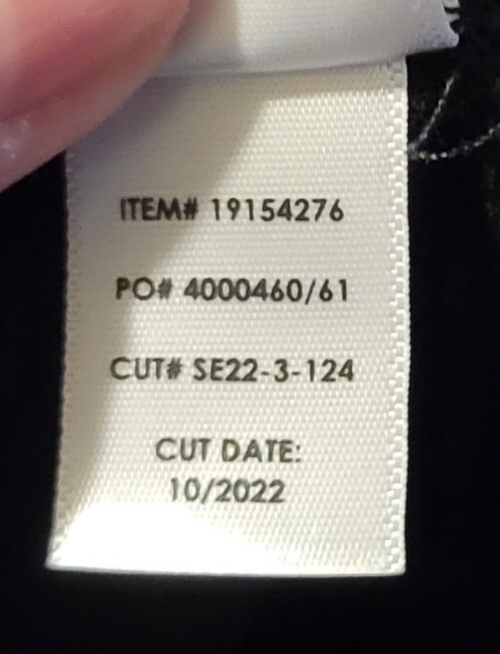 ITEM# 19154276
PO# 4000460/61
CUT# SE22-3-124
CUT DATE:
10/2022